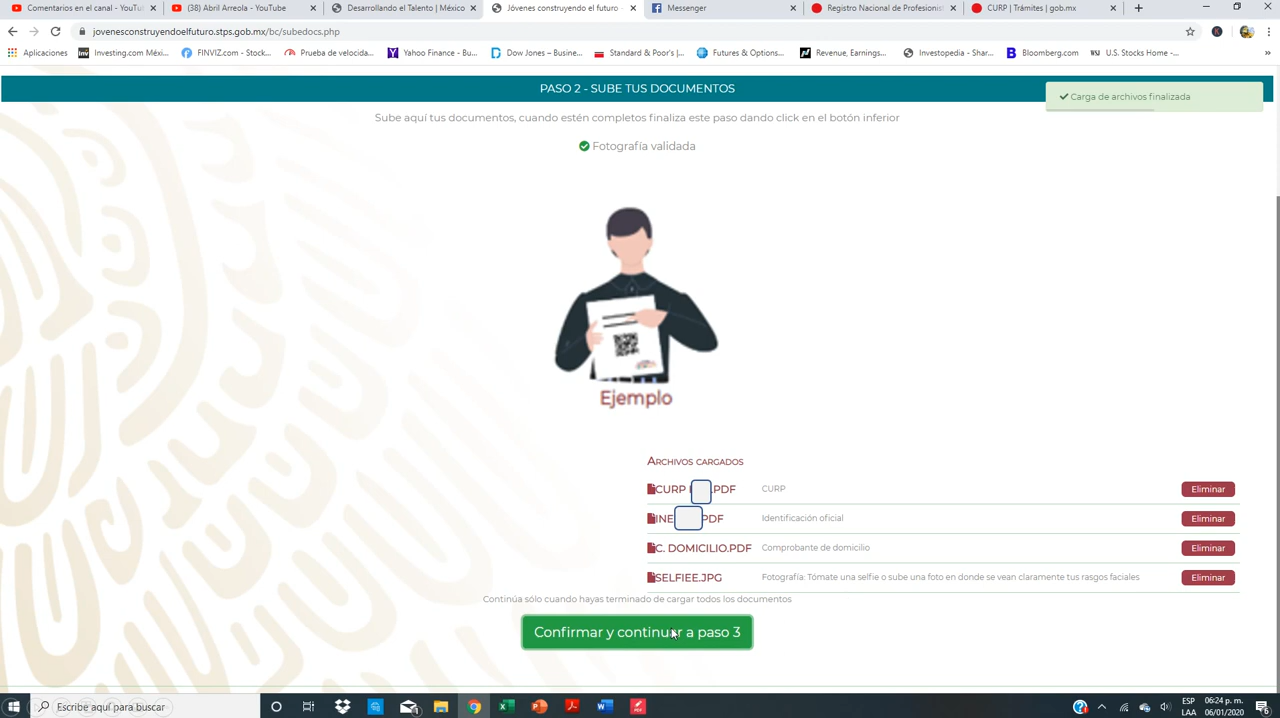 Comentarios en el canal - YouTu
(38) Abril Arreola - YouTube
Desarrollando el Talento | México
Jóvenes construyendo el futuro -
Messenger
Registro Nacional de Profesionist
CURP | Trámites | gob.mx
jovenesconstruyendoelfuturo.stps.gob.mx/bc/subedocs.php
Aplicaciones
Investing.com Méxi...
FINVIZ.com - Stock...
Prueba de velocida...
Yahoo Finance - Bu...
Dow Jones – Busine...
Standard & Poor's |...
Futures & Options...
Revenue, Earnings...
Investopedia - Shar...
Bloomberg.com
U.S. Stocks Home -...
PASO 2 - SUBE TUS DOCUMENTOS
Carga de archivos finalizada
Sube aquí tus documentos, cuando estén completos finaliza este paso dando click en el botón inferior
Fotografía validada
Ejemplo
ARCHIVOS CARGADOS
CURP .PDF CURP Eliminar
INE PDF Identificación oficial Eliminar
C. DOMICILIO.PDF Comprobante de domicilio Eliminar
SELFIEE.JPG Fotografía: Tómate una selfie o sube una foto en donde se vean claramente tus rasgos faciales Eliminar
Continúa sólo cuando hayas terminado de cargar todos los documentos
Confirmar y continuar a paso 3
Escribe aquí para buscar
ESP 06:24 p. m.
LAA 06/01/2020